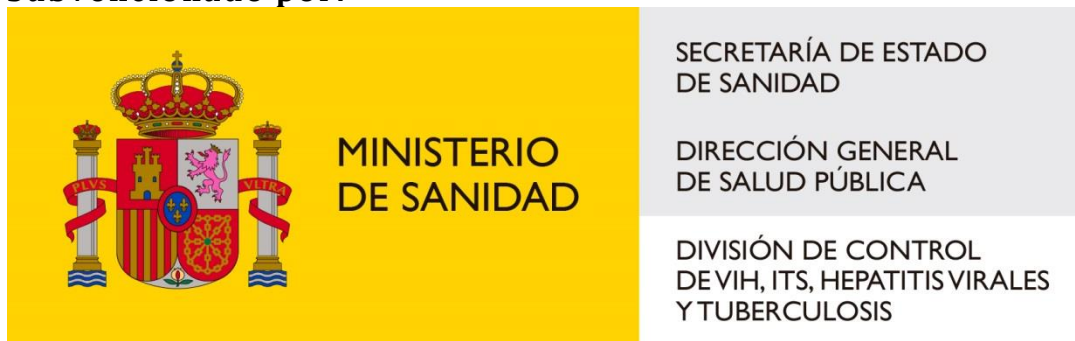 PLVS
VLTRA
MINISTERIO
DE SANIDAD
SECRETARÍA DE ESTADO
DE SANIDAD
DIRECCIÓN GENERAL
DE SALUD PÚBLICA
DIVISIÓN DE CONTROL
DE VIH, ITS, HEPATITIS VIRALES
Y TUBERCULOSIS